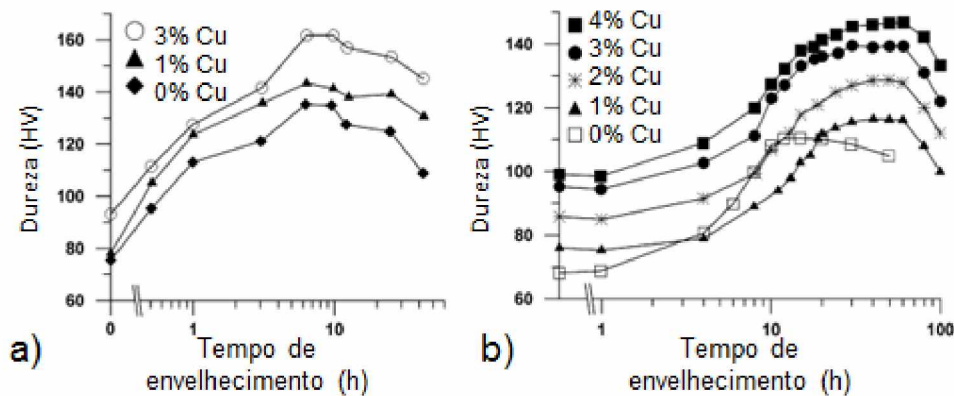 160
140
120
100
80
60
Dureza (HV)
3% Cu
1% Cu
0% Cu
0
1
10
a)
Tempo de
envelhecimento (h)
140
120
100
80
60
Dureza (HV)
4% Cu
3% Cu
2% Cu
1% Cu
0% Cu
1
10
100
b)
Tempo de
envelhecimento (h)